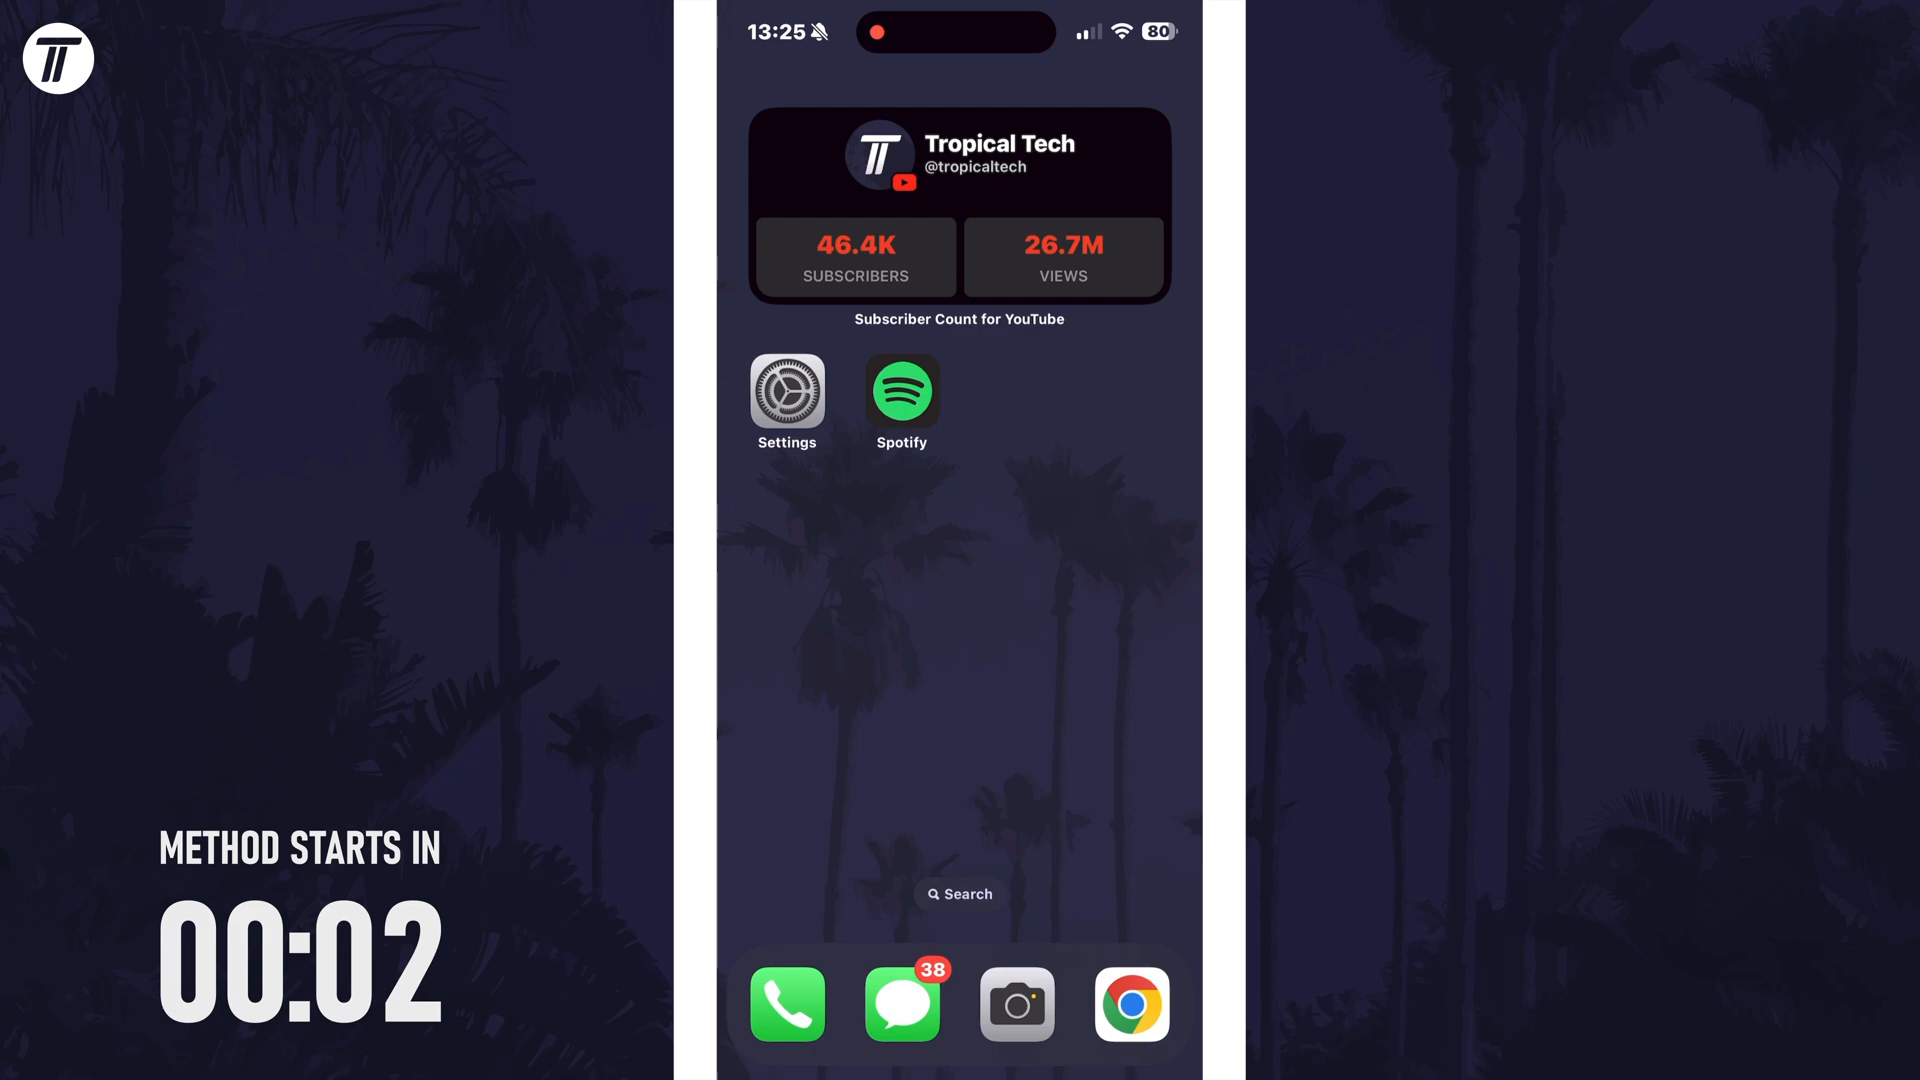 13:25
80
Tropical Tech
@tropicaltech
46.4K
SUBSCRIBERS
26.7M
VIEWS
Subscriber Count for YouTube
Settings
Spotify
METHOD STARTS IN
00:02
Search
38